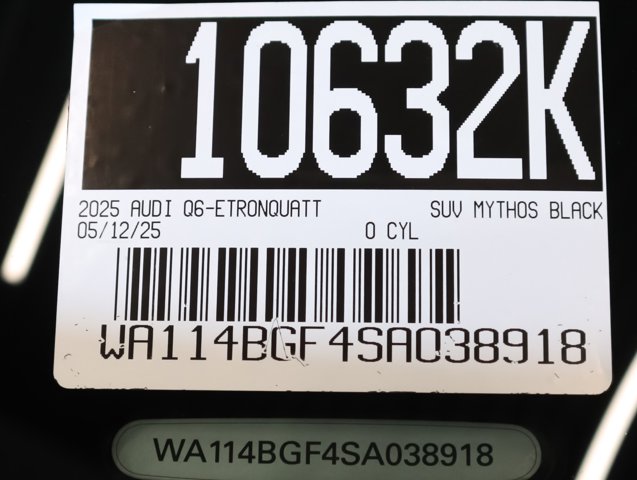 10632K
2025 AUDI Q6-ETRONQUATT SUV MYTHOS BLACK
05/12/25 0 CYL
WA114BGF4SA038918
WA114BGF4SA038918